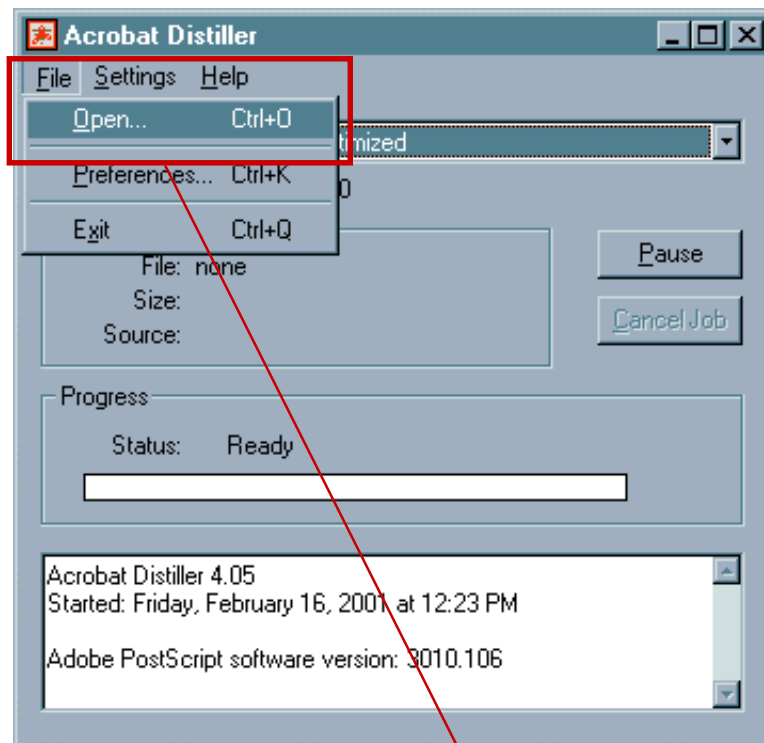 Acrobat Distiller
File Settings Help
Open... Ctrl+O
timized
Preferences... Ctrl+K
Exit Ctrl+Q
Pause
File: none
Size:
Cancel Job
Source:
Progress
Status: Ready
Acrobat Distiller 4.05
Started: Friday, February 16, 2001 at 12:23 PM
Adobe PostScript software version: 3010.106